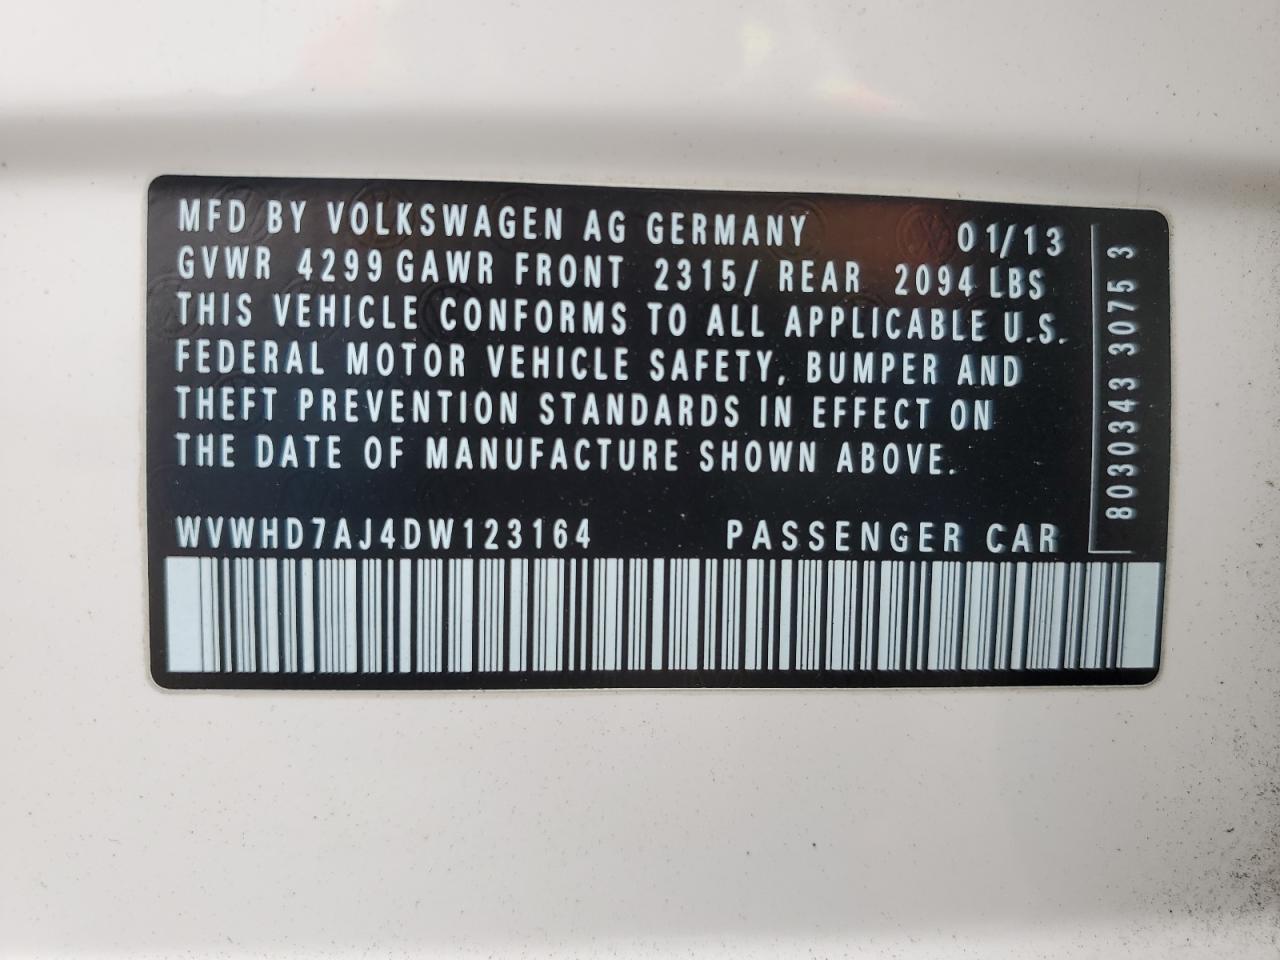 MFD BY VOLKSWAGEN AG GERMANY 01/13
GVWR 4299 GAWR FRONT 2315/ REAR 2094 LBS
THIS VEHICLE CONFORMS TO ALL APPLICABLE U.S.
FEDERAL MOTOR VEHICLE SAFETY, BUMPER AND
THEFT PREVENTION STANDARDS IN EFFECT ON
THE DATE OF MANUFACTURE SHOWN ABOVE.
WVWHD7AJ4DW123164 PASSENGER CAR
8030343 3075 3